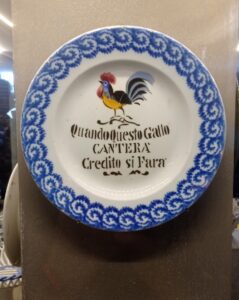 Quando Questo Gallo
CANTERÀ
Credito si Farà